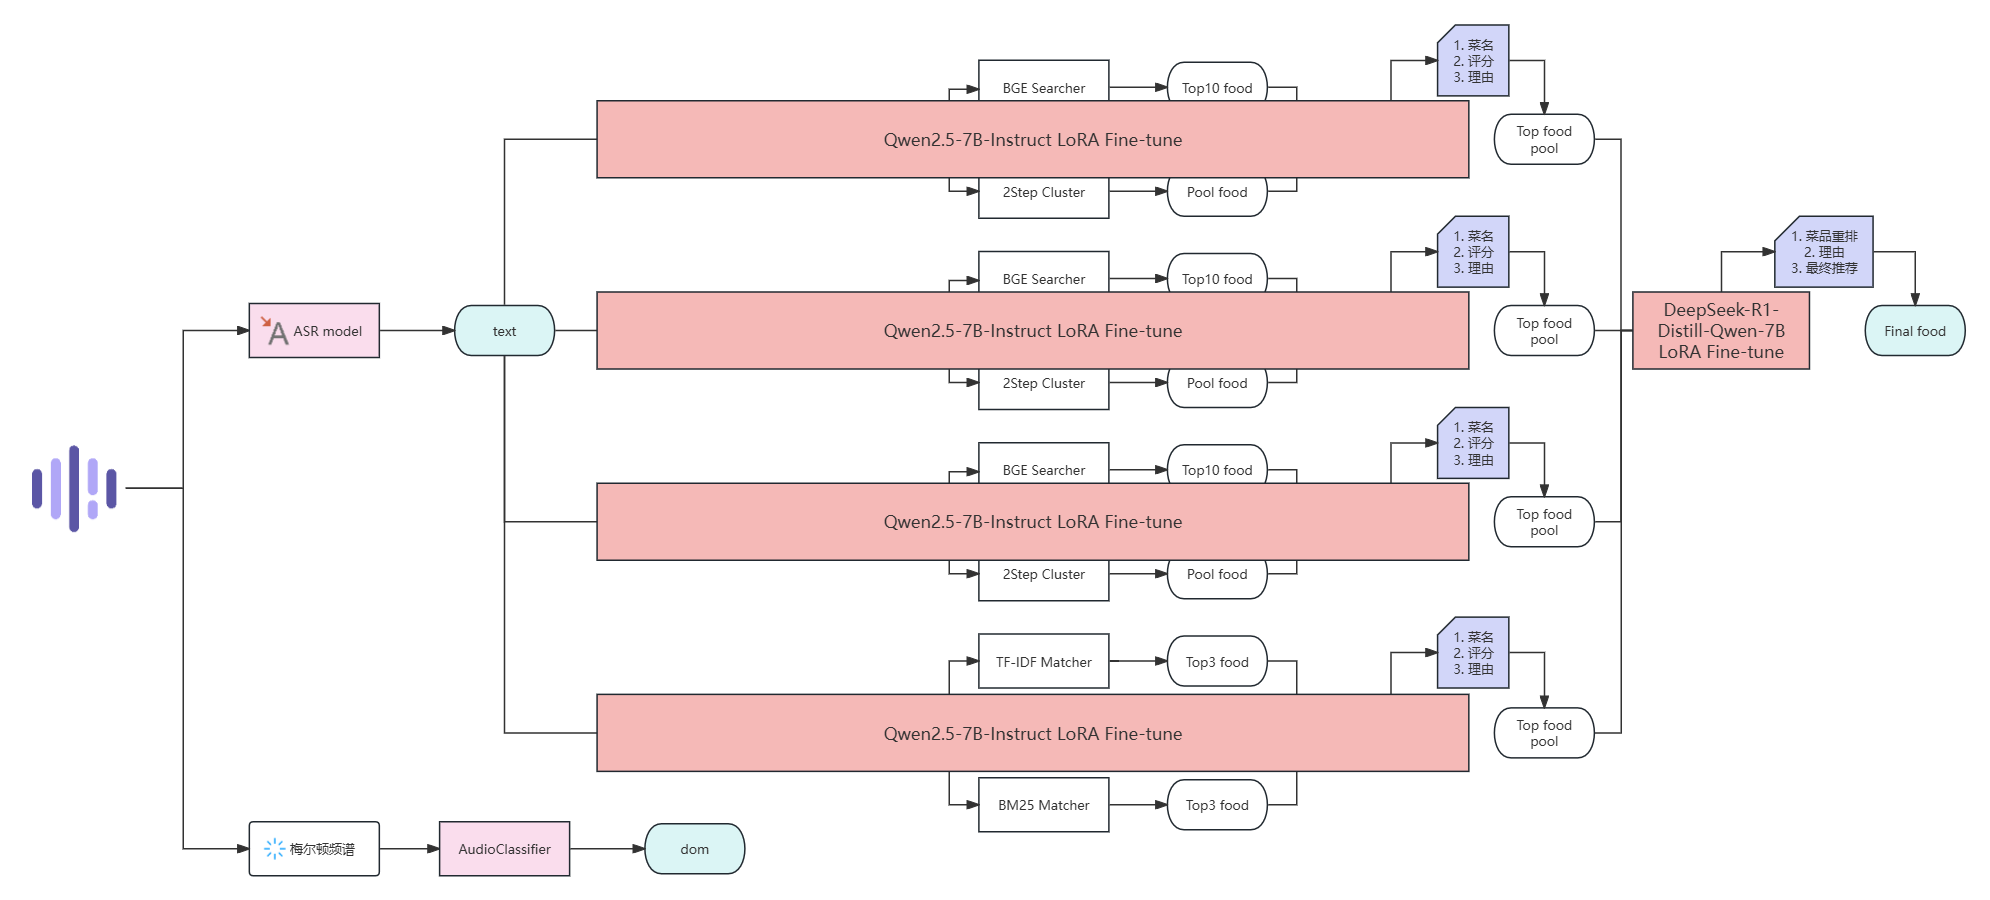 1. 菜名
2. 评分
3. 理由
BGE Searcher
Top10 food
Qwen2.5-7B-Instruct LoRA Fine-tune
Top food
pool
2Step Cluster
Pool food
1. 菜名
2. 评分
3. 理由
BGE Searcher
Top10 food
ASR model
text
Qwen2.5-7B-Instruct LoRA Fine-tune
Top food
pool
2Step Cluster
Pool food
1. 菜品重排
2. 理由
3. 最终推荐
DeepSeek-R1-
Distill-Qwen-7B
LoRA Fine-tune
Final food
1. 菜名
2. 评分
3. 理由
BGE Searcher
Top10 food
Qwen2.5-7B-Instruct LoRA Fine-tune
Top food
pool
2Step Cluster
Pool food
1. 菜名
2. 评分
3. 理由
TF-IDF Matcher
Top3 food
Qwen2.5-7B-Instruct LoRA Fine-tune
Top food
pool
BM25 Matcher
Top3 food
梅尔顿频谱
AudioClassifier
dom